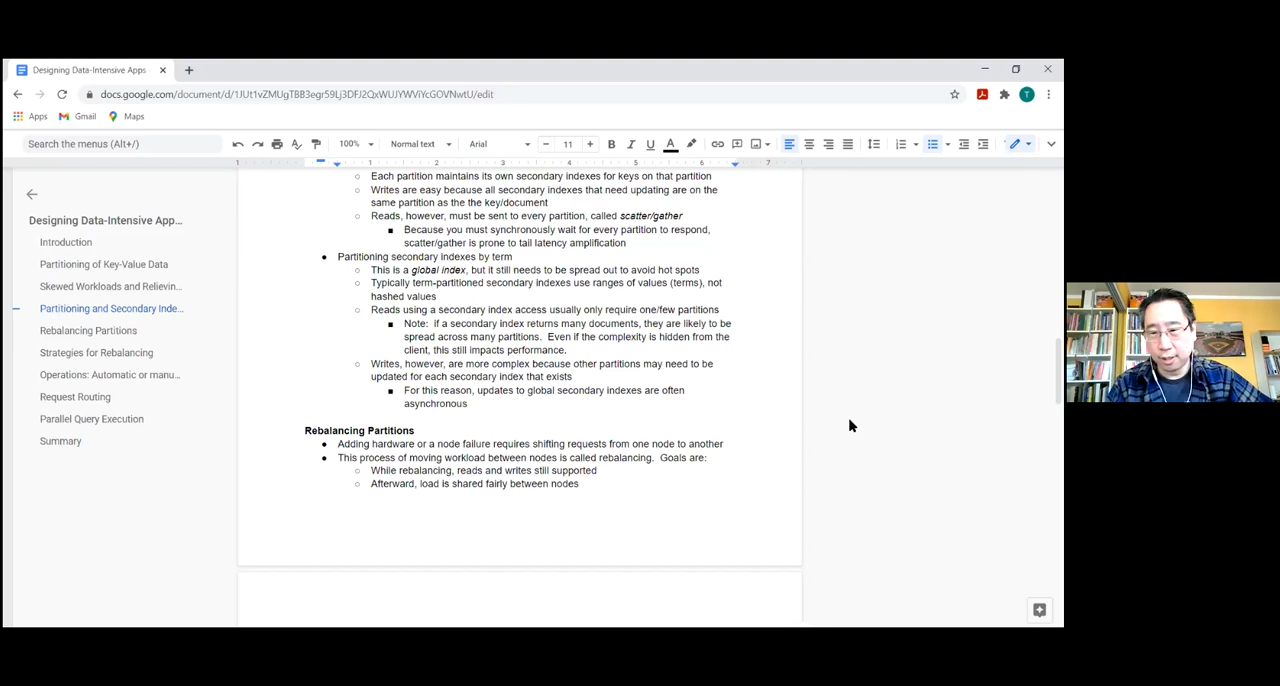 Designing Data-Intensive Apps
docs.google.com/document/d/1JUt1vZMUgTBB3egr59Lj3DFJ2QxWUJYWViYcGOVNwtU/edit
T
Apps Gmail Maps
Search the menus (Alt+/)
100% Normal text Arial 11 B I U A
1 1 2 3 4 5 6 7
Designing Data-Intensive App...
Introduction
Partitioning of Key-Value Data
Skewed Workloads and Relievin...
Partitioning and Secondary Inde...
Rebalancing Partitions
Strategies for Rebalancing
Operations: Automatic or manu...
Request Routing
Parallel Query Execution
Summary
Each partition maintains its own secondary indexes for keys on that partition
Writes are easy because all secondary indexes that need updating are on the
same partition as the the key/document
Reads, however, must be sent to every partition, called scatter/gather
Because you must synchronously wait for every partition to respond,
scatter/gather is prone to tail latency amplification
Partitioning secondary indexes by term
This is a global index, but it still needs to be spread out to avoid hot spots
Typically term-partitioned secondary indexes use ranges of values (terms), not
hashed values
Reads using a secondary index access usually only require one/few partitions
Note: if a secondary index returns many documents, they are likely to be
spread across many partitions. Even if the complexity is hidden from the
client, this still impacts performance.
Writes, however, are more complex because other partitions may need to be
updated for each secondary index that exists
For this reason, updates to global secondary indexes are often
asynchronous
Rebalancing Partitions
Adding hardware or a node failure requires shifting requests from one node to another
This process of moving workload between nodes is called rebalancing. Goals are:
While rebalancing, reads and writes still supported
Afterward, load is shared fairly between nodes